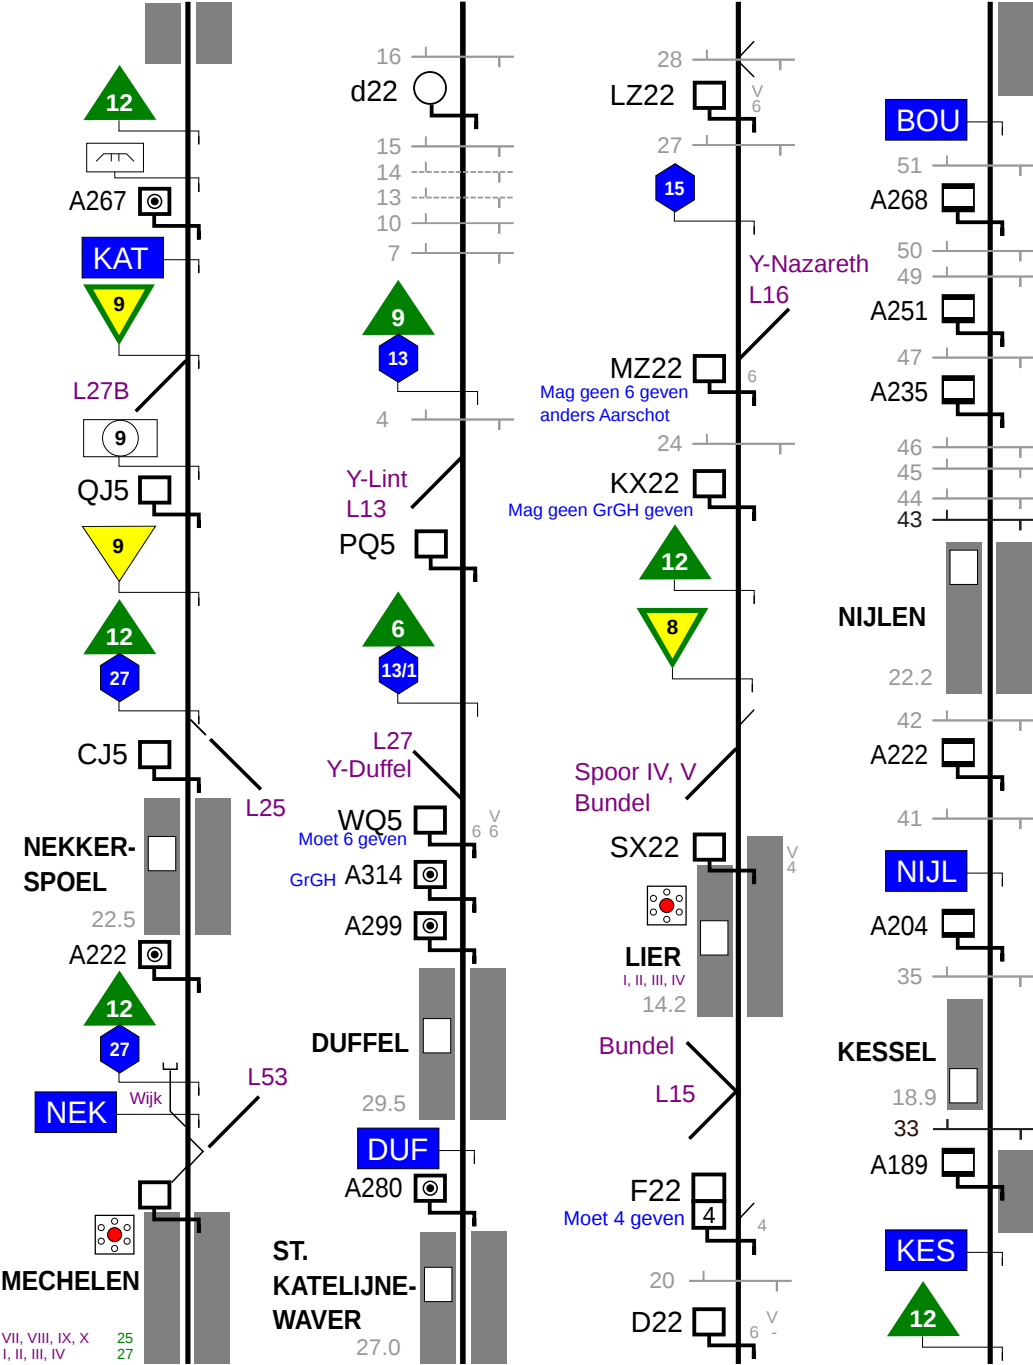 12
A267
KAT
9
L27B
9
QJ5
9
12
27
CJ5
L25
NEKKER-
SPOEL
22.5
A222
12
27
L53
Wijk
NEK
MECHELEN
VII, VIII, IX, X 25
I, II, III, IV 27
16
d22
15
14
13
10
7
9
13
4
Y-Lint
L13
PQ5
6
13/1
L27
Y-Duffel
WQ5
V
6 6
Moet 6 geven
GrGH A314
A299
DUFFEL
29.5
DUF
A280
ST.
KATELIJNE-
WAVER
27.0
28
LZ22
V
6
27
15
Y-Nazareth
L16
MZ22
6
Mag geen 6 geven
anders Aarschot
24
KX22
Mag geen GrGH geven
12
8
Spoor IV, V
Bundel
SX22
V
4
LIER
I, II, III, IV
14.2
Bundel
L15
F22
4
Moet 4 geven
4
20
D22
V
6 -
BOU
51
A268
50
49
A251
47
A235
46
45
44
43
NIJLEN
22.2
42
A222
41
NIJL
A204
35
KESSEL
18.9
33
A189
KES
12